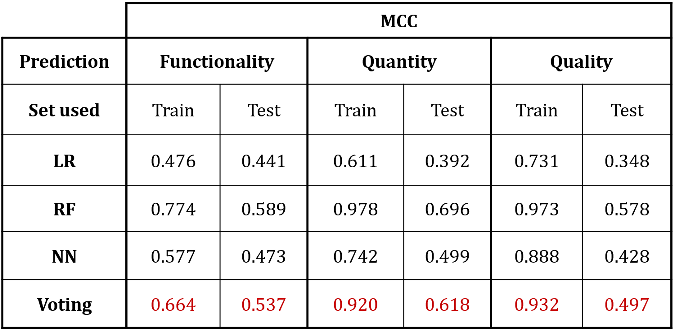 MCC
Prediction Functionality Quantity Quality
Set used Train Test Train Test Train Test
LR 0.476 0.441 0.611 0.392 0.731 0.348
RF 0.774 0.589 0.978 0.696 0.973 0.578
NN 0.577 0.473 0.742 0.499 0.888 0.428
Voting 0.664 0.537 0.920 0.618 0.932 0.497